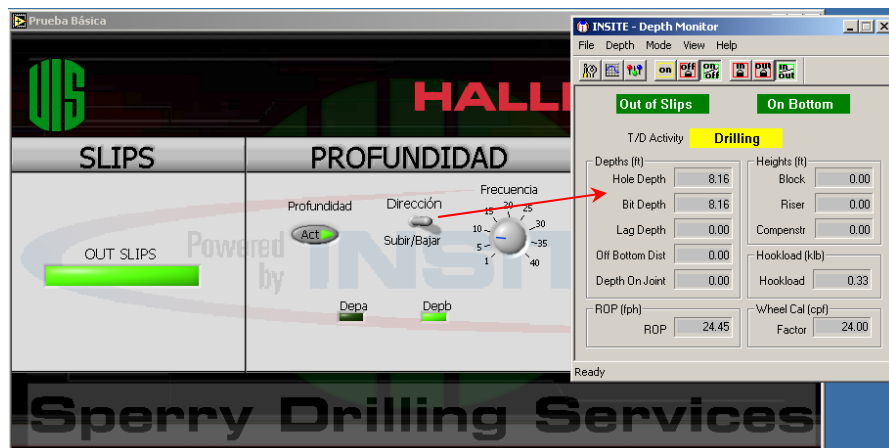 Prueba Básica
UIS
HALLI
SLIPS
PROFUNDIDAD
OUT SLIPS
Powered
by
INSITE
Profundidad
Act
Dirección
Subir/Bajar
Frecuencia
1
5
10
15
20
25
30
35
40
Depa
Depb
Sperry Drilling Services
INSITE - Depth Monitor
File Depth Mode View Help
on off on off in out in out
Out of Slips On Bottom
T/D Activity Drilling
Depths (ft)
Hole Depth 8.16
Bit Depth 8.16
Lag Depth 0.00
Off Bottom Dist 0.00
Depth On Joint 0.00
Heights (ft)
Block 0.00
Riser 0.00
Compenstr 0.00
Hookload (klb)
Hookload 0.33
ROP (fph)
ROP 24.45
Wheel Cal (cpf)
Factor 24.00
Ready